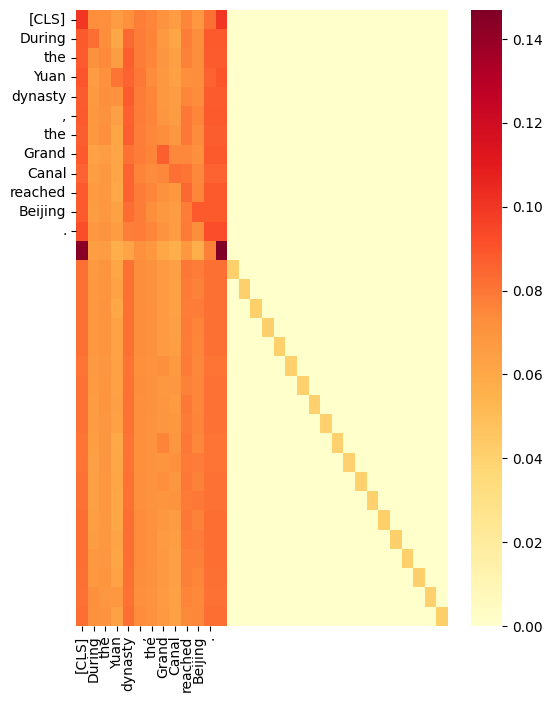 [CLS]
During
the
Yuan
dynasty
,
the
Grand
Canal
reached
Beijing
.
0.14
0.12
0.10
0.08
0.06
0.04
0.02
0.00
[CLS]
During
the
Yuan
dynasty
,
the
Grand
Canal
reached
Beijing
.